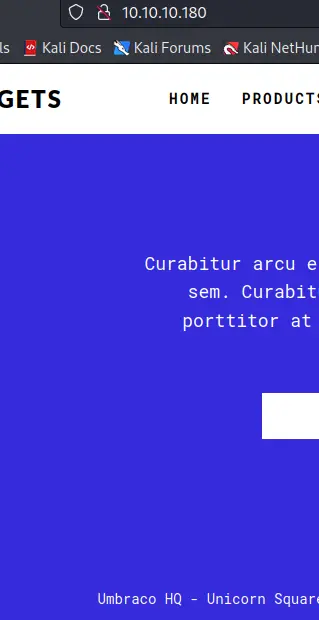 10.10.10.180
ls Kali Docs Kali Forums Kali NetHun
GETS HOME PRODUCTS
Curabitur arcu e
sem. Curabit
porttitor at
Umbraco HQ - Unicorn Square